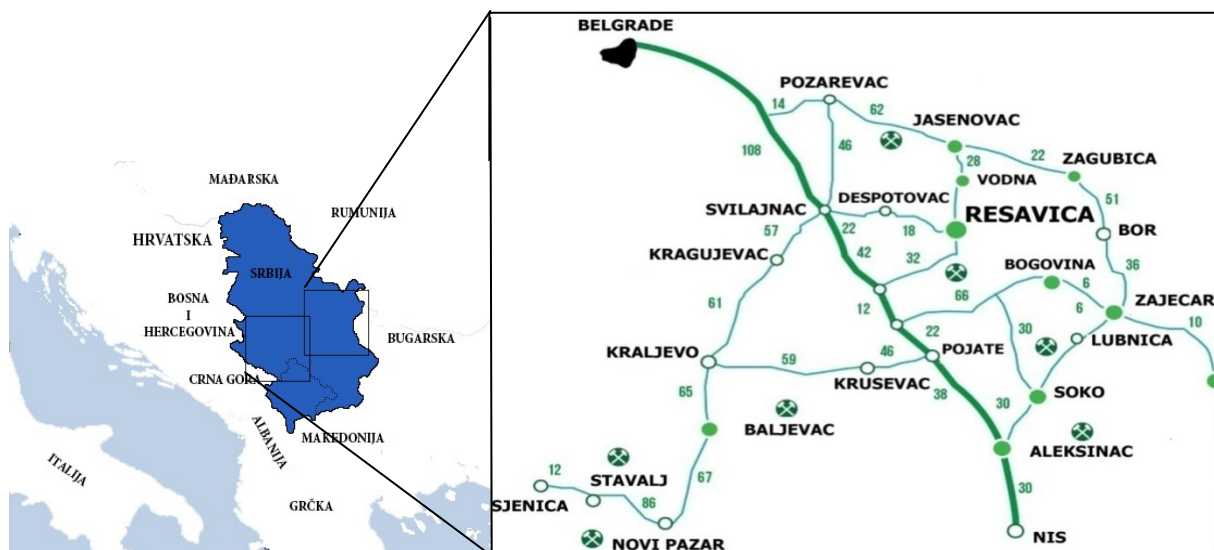 MAĐARSKA
RUMUNIJA
HRVATSKA
SRBIJA
BOSNA
I
HERCEGOVINA
BUGARSKA
CRNA GORA
ALBANIJA
MAKEDONIJA
ITALIJA
GRČKA
BELGRADE
POZAREVAC
14
62
JASENOVAC
108
46
28
22
ZAGUBICA
VODNA
DESPOTOVAC
51
SVILAJNAC
RESAVICA
57
22
18
BOR
KRAGUJEVAC
42
32
BOGOVINA
36
66
6
ZAJECAR
61
12
6
10
22
30
LUBNICA
KRALJEVO
59
46
POJATE
KRUSEVAC
65
38
30
SOKO
BALJEVAC
ALEKSINAC
12
STAVALJ
67
SJENICA
86
30
NOVI PAZAR
NIS